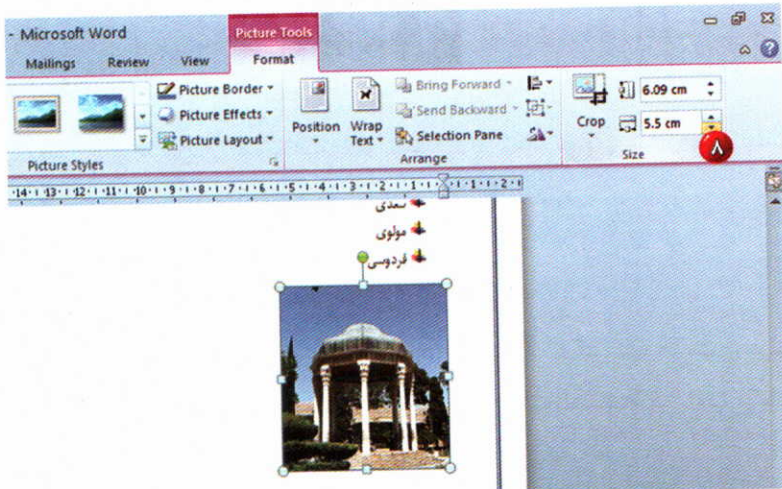 - Microsoft Word
Picture Tools
Mailings Review View Format
Picture Border
Picture Effects
Picture Layout
Picture Styles
Position
Wrap Text
Bring Forward
Send Backward
Selection Pane
Arrange
Crop
6.09 cm
5.5 cm
Size
۸
·14·ı·13·ı·12·ı·11·ı·10·ı·9·ı·8·ı·7·ı·6·ı·5·ı·4·ı·3·ı·2·ı·1·ı· ·ı·1·ı·2·ı
سعدی
مولوی
فردوسی